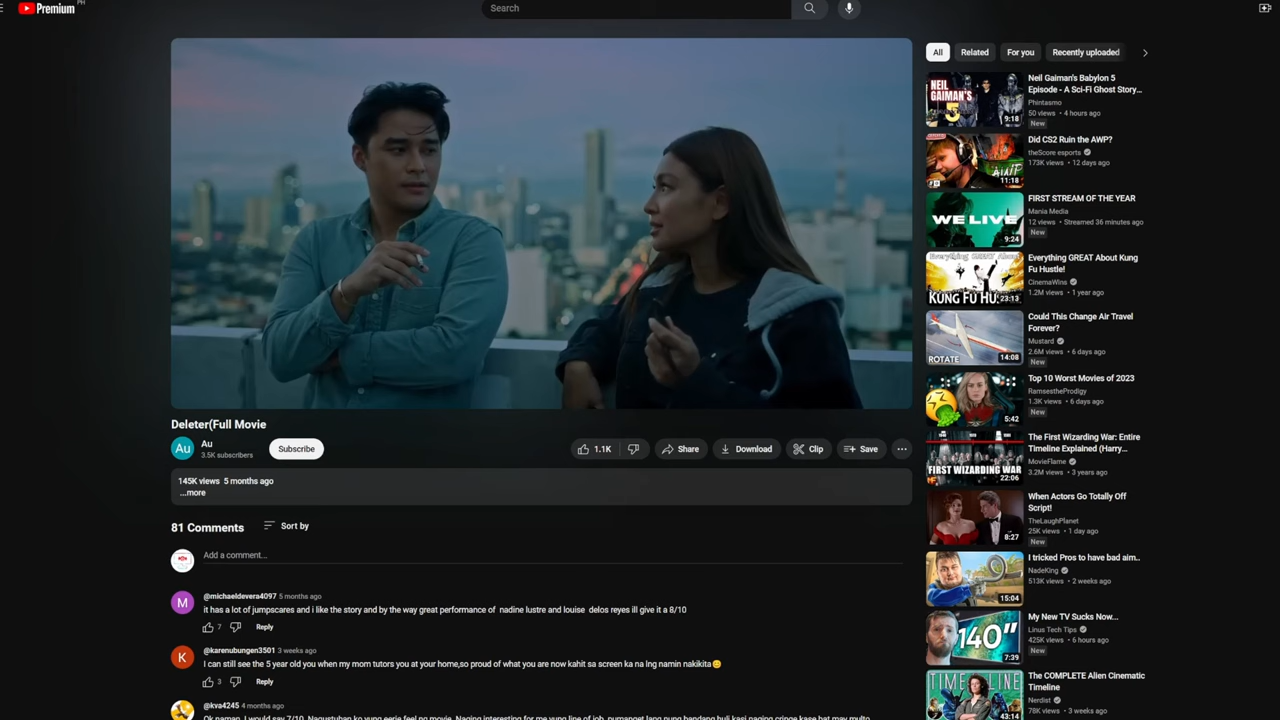 Premium PH
Search
All
Related
For you
Recently uploaded
Neil Gaiman's Babylon 5
Episode - A Sci-Fi Ghost Story...
Phintasmo
50 views • 4 hours ago
New
NEIL
GAIMAN'S
5
9:18
Did CS2 Ruin the AWP?
theScore esports
173K views • 12 days ago
AWP
11:18
FIRST STREAM OF THE YEAR
Mania Media
12 views • Streamed 36 minutes ago
New
WE LIVE
9:24
Everything GREAT About Kung
Fu Hustle!
CinemaWins
1.2M views • 1 year ago
Everything GREAT About
KUNG FU HU
23:13
Could This Change Air Travel
Forever?
Mustard
2.6M views • 6 days ago
New
ROTATE
14:08
Top 10 Worst Movies of 2023
RamsestheProdigy
1.3K views • 6 days ago
New
5:42
The First Wizarding War: Entire
Timeline Explained (Harry...
MovieFlame
3.2M views • 3 years ago
FIRST WIZARDING WAR
22:06
When Actors Go Totally Off
Script!
TheLaughPlanet
25K views • 1 day ago
New
8:27
I tricked Pros to have bad aim..
NadeKing
513K views • 2 weeks ago
15:04
My New TV Sucks Now...
Linus Tech Tips
425K views • 6 hours ago
New
140"
7:39
The COMPLETE Alien Cinematic
Timeline
Nerdist
78K views • 3 weeks ago
TIMELINE
43:14
Deleter(Full Movie
Au
Au
3.5K subscribers
Subscribe
1.1K
Share
Download
Clip
Save
145K views 5 months ago
...more
81 Comments
Sort by
Add a comment...
M
@michaeldevera4097 5 months ago
it has a lot of jumpscares and i like the story and by the way great performance of nadine lustre and louise delos reyes ill give it a 8/10
7
Reply
K
@karenubungen3501 3 weeks ago
I can still see the 5 year old you when my mom tutors you at your home,so proud of what you are now kahit sa screen ka na lng namin nakikita😊
3
Reply
@kva4245 4 months ago